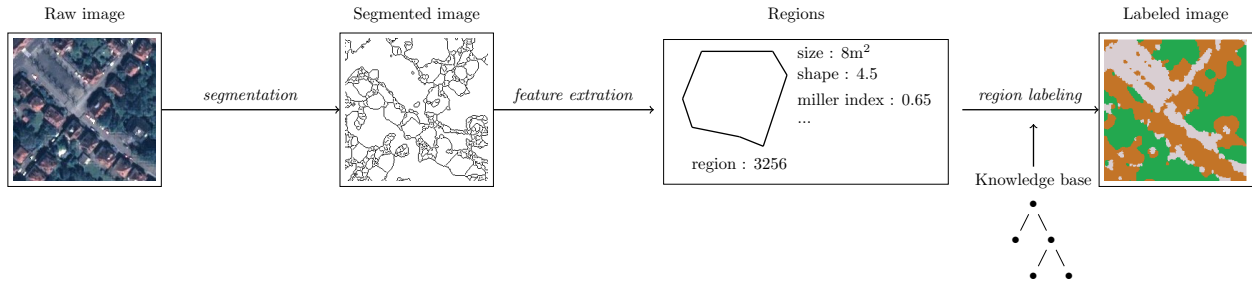 Raw image
Segmented image
Regions
Labeled image
segmentation
feature extration
size : 8m²
shape : 4.5
miller index : 0.65
...
region : 3256
region labeling
Knowledge base